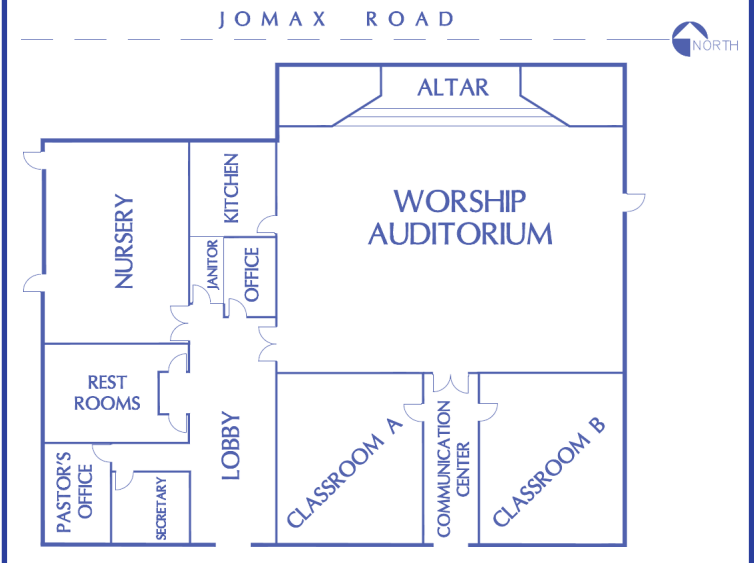 JOMAX ROAD
NORTH
ALTAR
WORSHIP
AUDITORIUM
KITCHEN
NURSERY
JANITOR
OFFICE
REST
ROOMS
LOBBY
CLASSROOM A
COMMUNICATION
CENTER
CLASSROOM B
PASTOR'S
OFFICE
SECRETARY